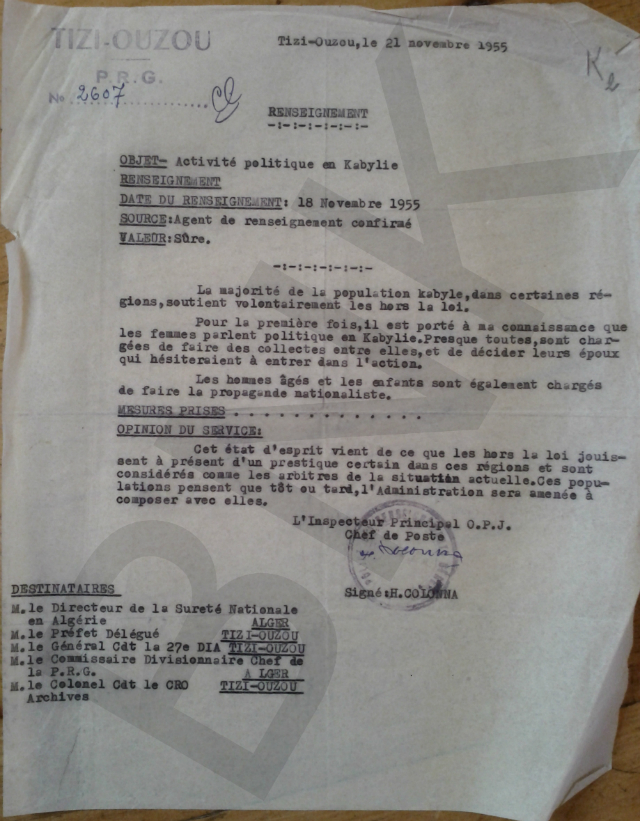 TIZI-OUZOU
P.R.G.
No 2607
Tizi-Ouzou,le 21 novembre 1955
RENSEIGNEMENT
-:-:-:-:-:-:-
OBJET- Activité politique en Kabylie
RENSEIGNEMENT
DATE DU RENSEIGNEMENT: 18 Novembre 1955
SOURCE:Agent de renseignement confirmé
VALEUR:Sûre.
-:-:-:-:-:-:-
La majorité de la population kabyle,dans certaines ré-
gions,soutient volontairement les hors la loi.
Pour la première fois,il est porté à ma connaissance que
les femmes parlent politique en Kabylie.Presque toutes,sont char-
gées de faire des collectes entre elles,et de décider leurs époux
qui hésiteraient à entrer dans l'action.
Les hommes âgés et les enfants sont également chargés
de faire la propagande nationaliste.
MESURES PRISES . . . . . . . . . . . . . .
OPINION DU SERVICE:
Cet état d'esprit vient de ce que les hors la loi jouis-
sent à présent d'un prestique certain dans ces régions et sont
considérés comme les arbitres de la situation actuelle.Ces popu-
lations pensent que tôt ou tard,l'Administration sera amenée à
composer avec elles.
L'Inspecteur Principal O.P.J.
Chef de Poste
Signé:H.COLONNA
DESTINATAIRES
M.le Directeur de la Sureté Nationale
en Algérie ALGER
M.le Préfet Délégué TIZI-OUZOU
M.le Général Cdt la 27e DIA TIZI-OUZOU
M.le Commissaire Divisionnaire Chef de
la P.R.G. A LGER
M.le Colonel Cdt le CRO TIZI-OUZOU
Archives